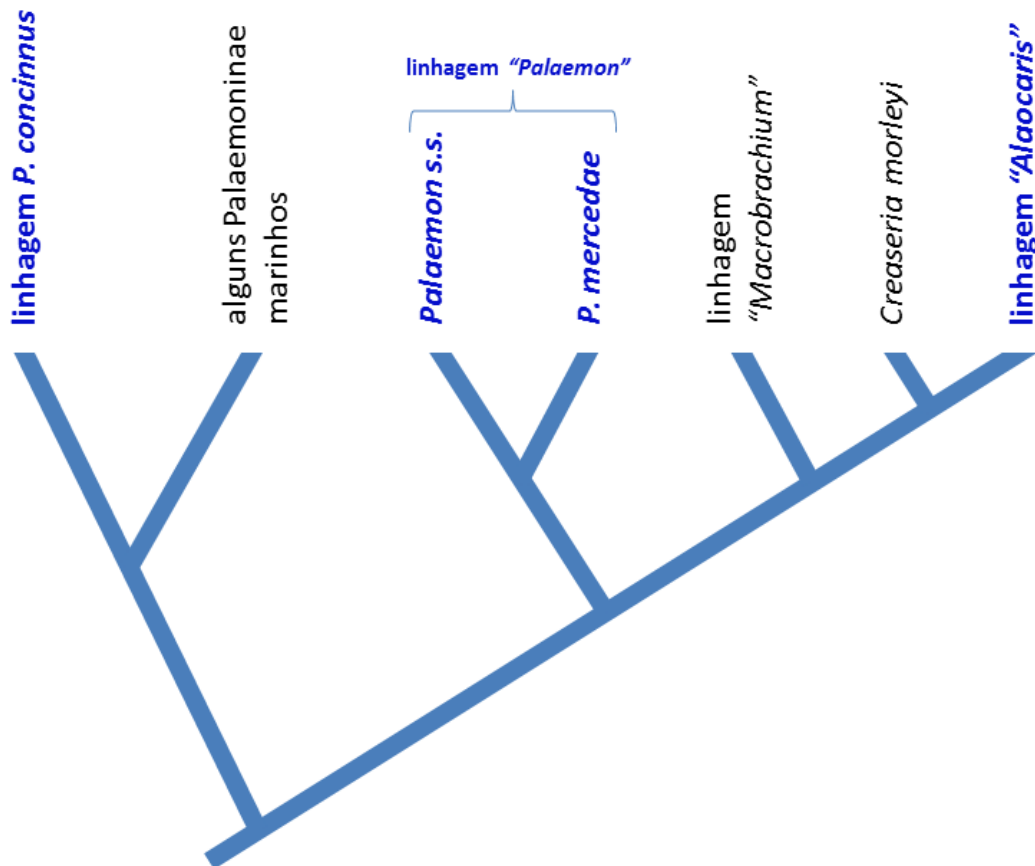 linhagem P. concinnus
alguns Palaemoninae
marinhos
linhagem “Palaemon”
Palaemon s.s.
P. mercedae
linhagem
“Macrobrachium”
Creaseria morleyi
linhagem “Alaocaris”